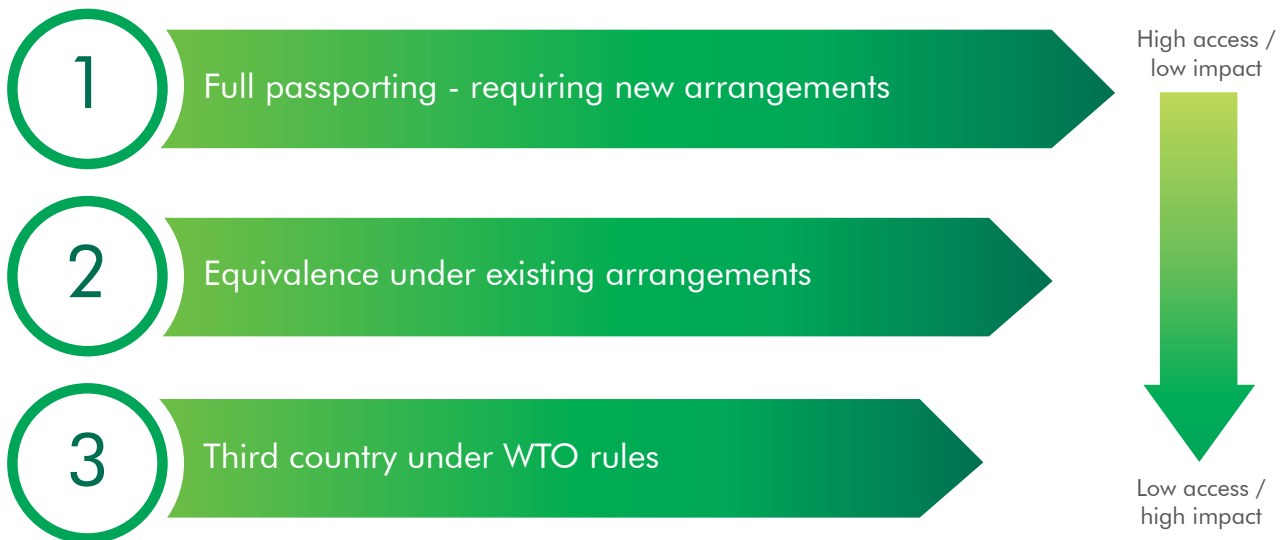 1
Full passporting - requiring new arrangements
High access /
low impact
2
Equivalence under existing arrangements
3
Third country under WTO rules
Low access /
high impact